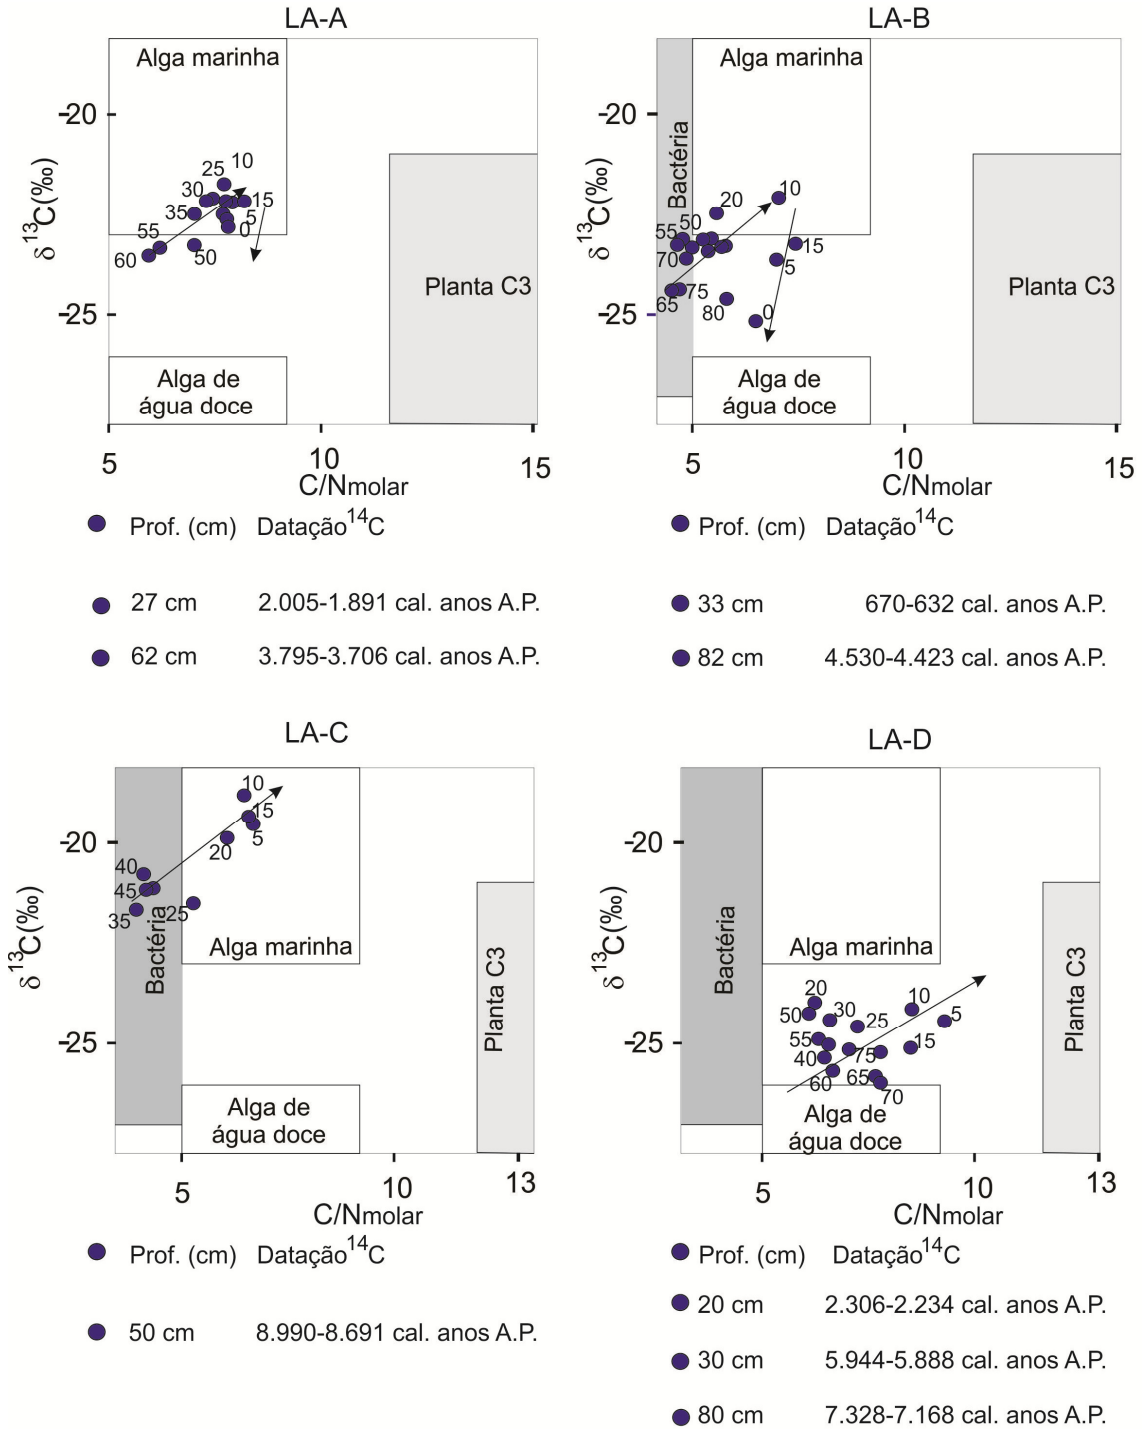 LA-A
Alga marinha
-20
10
25
30
15
35
5
0
55
50
60
δ 13C(‰)
Planta C3
-25
Alga de
água doce
5
10
15
C/Nmolar
Prof. (cm) Datação14C
27 cm 2.005-1.891 cal. anos A.P.
62 cm 3.795-3.706 cal. anos A.P.
LA-B
Alga marinha
-20
Bactéria
10
20
50
55
15
70
5
75
65
80
0
δ 13C(‰)
Planta C3
-25
Alga de
água doce
5
10
15
C/Nmolar
Prof. (cm) Datação14C
33 cm 670-632 cal. anos A.P.
82 cm 4.530-4.423 cal. anos A.P.
LA-C
10
15
-20
5
20
40
45
25
35
Bactéria
Alga marinha
δ 13C(‰)
Planta C3
-25
Alga de
água doce
5
10
13
C/Nmolar
Prof. (cm) Datação14C
50 cm 8.990-8.691 cal. anos A.P.
LA-D
-20
Bactéria
Alga marinha
δ 13C(‰)
Planta C3
20
10
50
30
25
5
55
15
-25
40
75
60
65
70
Alga de
água doce
5
10
13
C/Nmolar
Prof. (cm) Datação14C
20 cm 2.306-2.234 cal. anos A.P.
30 cm 5.944-5.888 cal. anos A.P.
80 cm 7.328-7.168 cal. anos A.P.